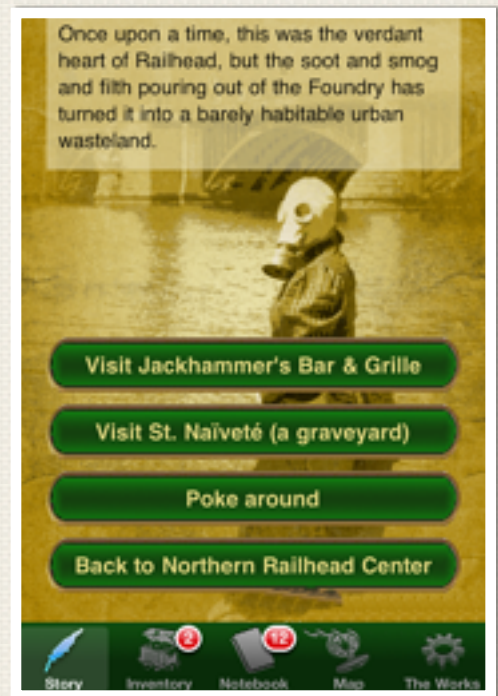 Once upon a time, this was the verdant
heart of Railhead, but the soot and smog
and filth pouring out of the Foundry has
turned it into a barely habitable urban
wasteland.
Visit Jackhammer's Bar & Grille
Visit St. Naïveté (a graveyard)
Poke around
Back to Northern Railhead Center
2 12
Story Inventory Notebook Map The Works